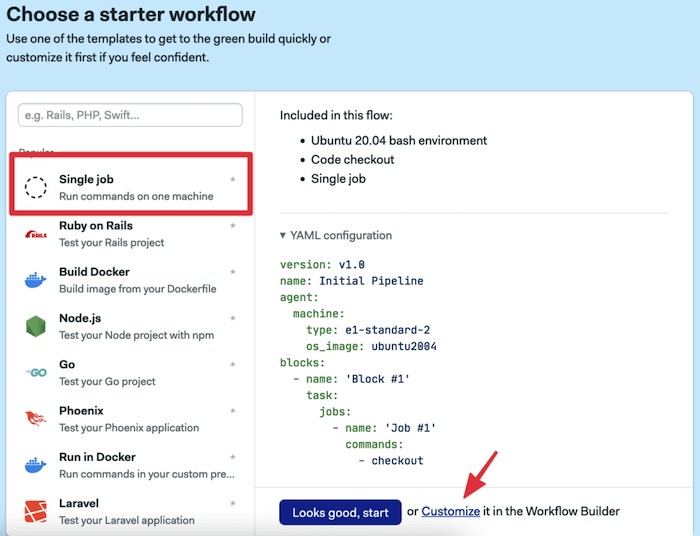 Choose a starter workflow
Use one of the templates to get to the green build quickly or
customize it first if you feel confident.
e.g. Rails, PHP, Swift...
Popular
Single job
Run commands on one machine
RAILS
Ruby on Rails
Test your Rails project
Build Docker
Build image from your Dockerfile
Node.js
Test your Node project with npm
GO
Go
Test your Go project
Phoenix
Test your Phoenix application
Run in Docker
Run commands in your custom pre...
Laravel
Test your Laravel application
Included in this flow:
• Ubuntu 20.04 bash environment
• Code checkout
• Single job
▾ YAML configuration
version: v1.0
name: Initial Pipeline
agent:
  machine:
    type: e1-standard-2
    os_image: ubuntu2004
blocks:
  - name: 'Block #1'
    task:
      jobs:
        - name: 'Job #1'
          commands:
            - checkout
Looks good, start or Customize it in the Workflow Builder